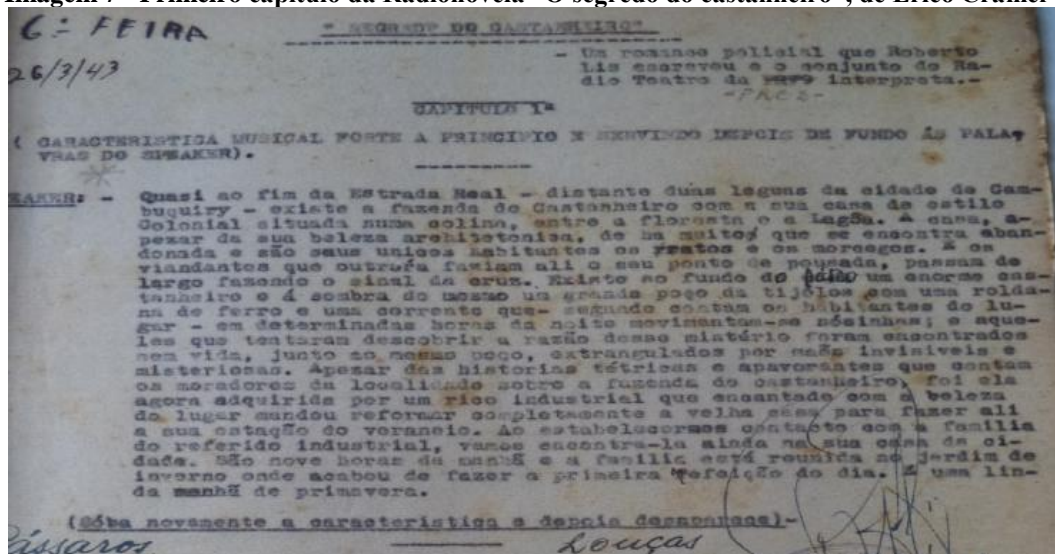 Imagem 7 - Primeiro capítulo da Radionovela "O segredo do castanheiro", de Érico Cramer
6ª FEIRA
26/3/43
" SEGREDO DO CASTANHEIRO"
- Um romance policial que Roberto
Lis escreveu e o conjunto de Ra-
dio Teatro da interpreta.-
-PRC2-
CAPITULO 1º
( CARACTERISTICA MUSICAL FORTE A PRINCIPIO E SERVINDO DEPOIS DE FUNDO ÁS PALA-
VRAS DO SPEAKER).
EAKER: - Quasi ao fim da Estrada Real - distante duas leguas da cidade de Cam-
buquiry - existe a fazenda do Castanheiro com a sua casa de estilo
Colonial situada numa colina, entre a floresta e a Lagôa. A casa, a-
pezar da sua beleza architetonica, de ha muitos que se encontra aban-
donada e são seus unicos habitantes os ratos e os morcegos. E os
viandantes que outrora faziam ali o seu ponto de pousada, passam de
largo fazendo o sinal da cruz. Existe ao fundo do pateo um enorme cas-
tanheiro e á sombra do mesmo um grande poço de tijolos com uma rolda-
na de ferro e uma corrente que- segundo contam os habitantes do lu-
gar - em determinadas horas da noite movimentam-se sósinhas; e aque-
les que tentaram descobrir a razão desse mistério foram encontrados
sem vida, junto ao mesmo poço, extrangulados por mãos invisiveis e
misteriosas. Apezar das historias tétricas e apavorantes que contam
os moradores da localidade sobre a fazenda do castanheiro, foi ela
agora adquirida por um rico industrial que encantado com a beleza
do lugar mandou reformar completamente a velha casa para fazer ali
a sua estação de veraneio. Ao estabelecermos contacto com a familia
do referido industrial, vamos encontra-la ainda na sua casa da ci-
dade. São nove horas da manhã e a familia está reunida no jardim de
inverno onde acabou de fazer a primeira refeição do dia. É uma lin-
da manhã de primavera.
(Sóbe novamente a caracteristica e depois desaparece)-
Pássaros Louças